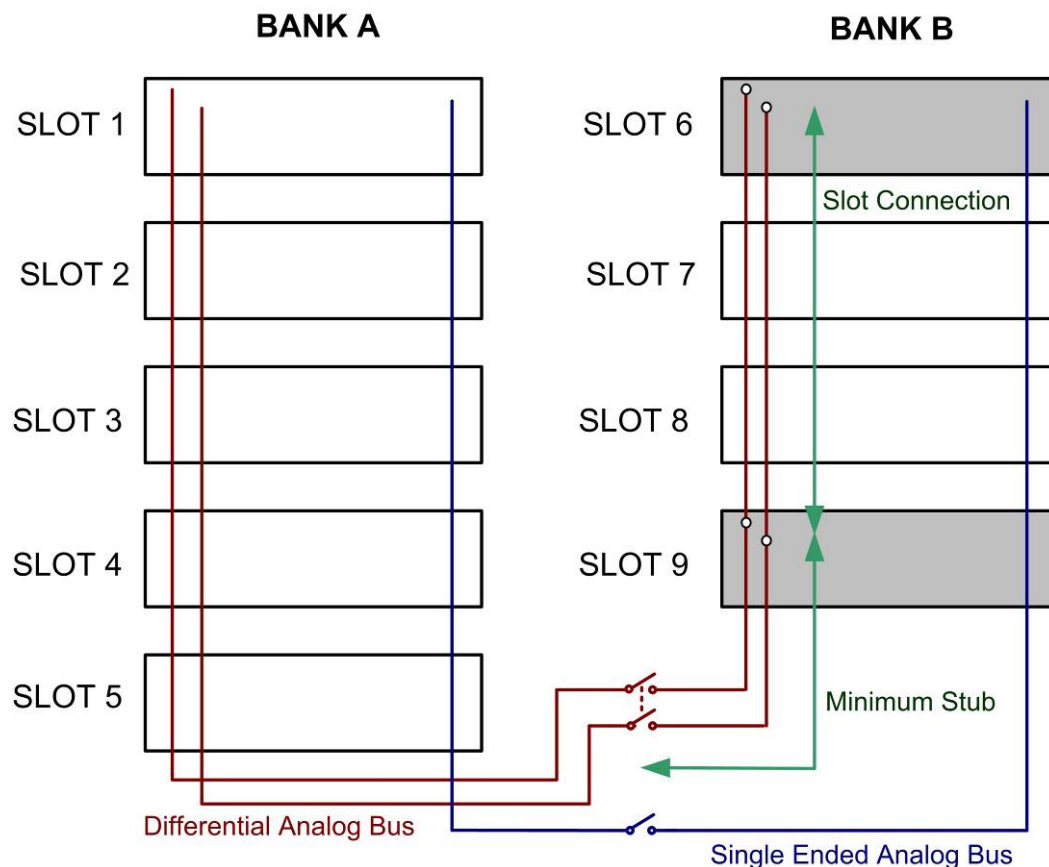 BANK A
BANK B
SLOT 1
SLOT 6
Slot Connection
SLOT 2
SLOT 7
SLOT 3
SLOT 8
SLOT 4
SLOT 9
SLOT 5
Minimum Stub
Differential Analog Bus
Single Ended Analog Bus